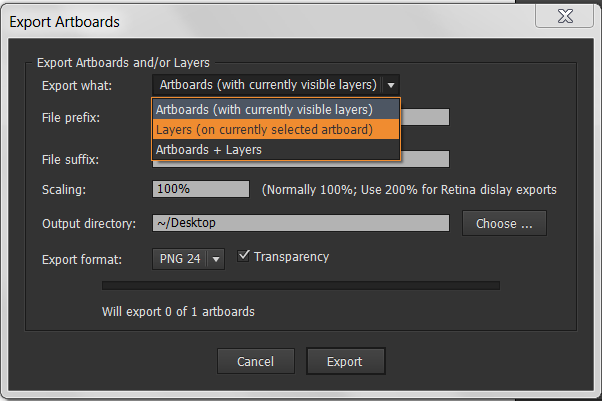 Export Artboards
Export Artboards and/or Layers
Export what: Artboards (with currently visible layers)
Artboards (with currently visible layers)
File prefix:
Layers (on currently selected artboard)
Artboards + Layers
File suffix:
Scaling: 100% (Normally 100%; Use 200% for Retina dislay exports
Output directory: ~/Desktop Choose ...
Export format: PNG 24 Transparency
Will export 0 of 1 artboards
Cancel Export